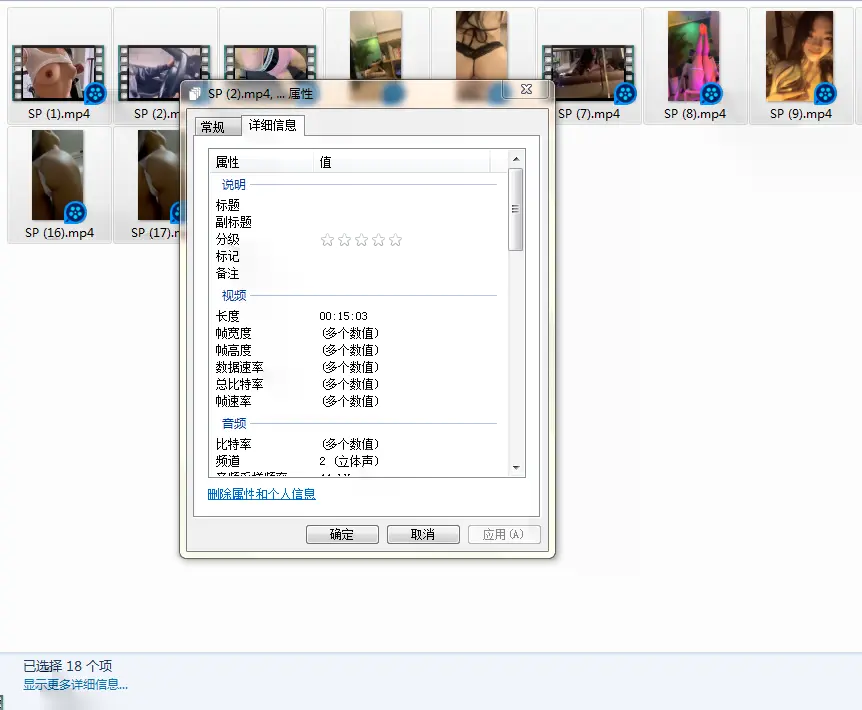 SP (1).mp4
SP (2).m
SP (7).mp4
SP (8).mp4
SP (9).mp4
SP (16).mp4
SP (17).m
SP (2).mp4, ... 属性
常规
详细信息
属性 值
说明
标题
副标题
分级
标记
备注
视频
长度 00:15:03
帧宽度 (多个数值)
帧高度 (多个数值)
数据速率 (多个数值)
总比特率 (多个数值)
帧速率 (多个数值)
音频
比特率 (多个数值)
频道 2 (立体声)
删除属性和个人信息
确定 取消 应用(A)
已选择 18 个项
显示更多详细信息...